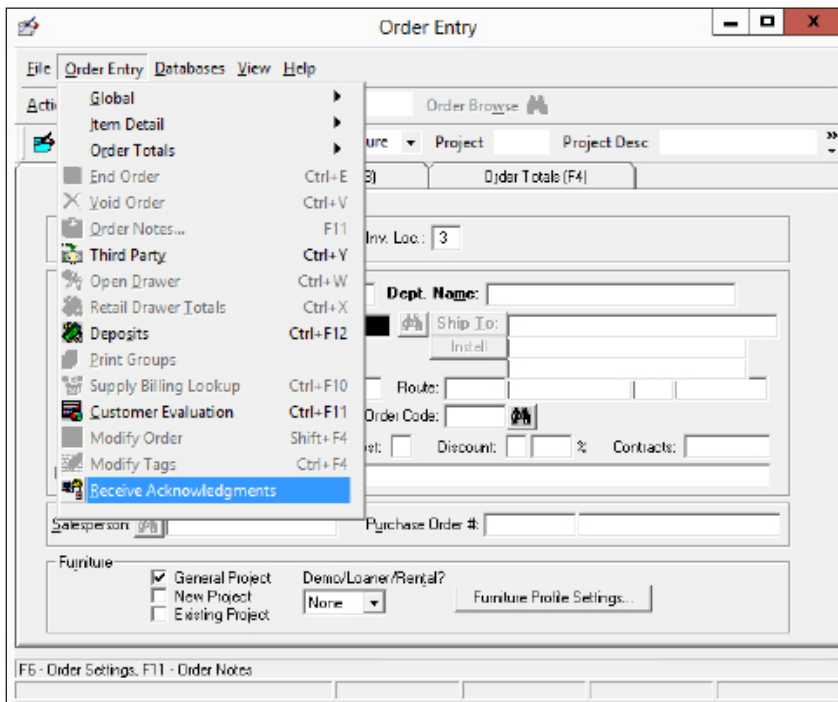 Order Entry
File Order Entry Databases View Help
Acti Order Browse
Global
Item Detail
Order Totals
ure Project Project Desc
End Order Ctrl+E
3) Order Totals (F4)
Void Order Ctrl+V
Order Notes... F11
Inv. Loc.: 3
Third Party Ctrl+Y
Open Drawer Ctrl+W
Dept. Name:
Retail Drawer Totals Ctrl+X
Ship To:
Deposits Ctrl+F12
Install
Print Groups
Supply Billing Lookup Ctrl+F10
Route:
Customer Evaluation Ctrl+F11
Order Code:
Modify Order Shift+F4
Discount: % Contracts:
Modify Tags Ctrl+F4
Receive Acknowledgments
Salesperson: Purchase Order #:
Furniture
General Project Demo/Loaner/Rental?
New Project None Furniture Profile Settings...
Existing Project
F6 - Order Settings, F11 - Order Notes